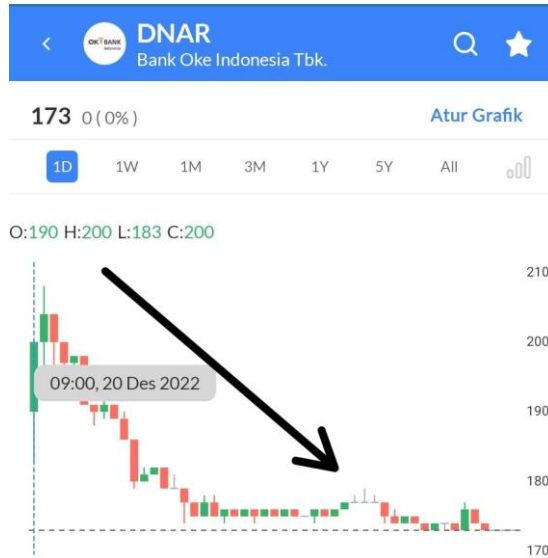 OK! BANK
DNAR
Bank Oke Indonesia Tbk.
173 0 ( 0% )
Atur Grafik
1D 1W 1M 3M 1Y 5Y All
O:190 H:200 L:183 C:200
210
200
09:00, 20 Des 2022
190
180
170